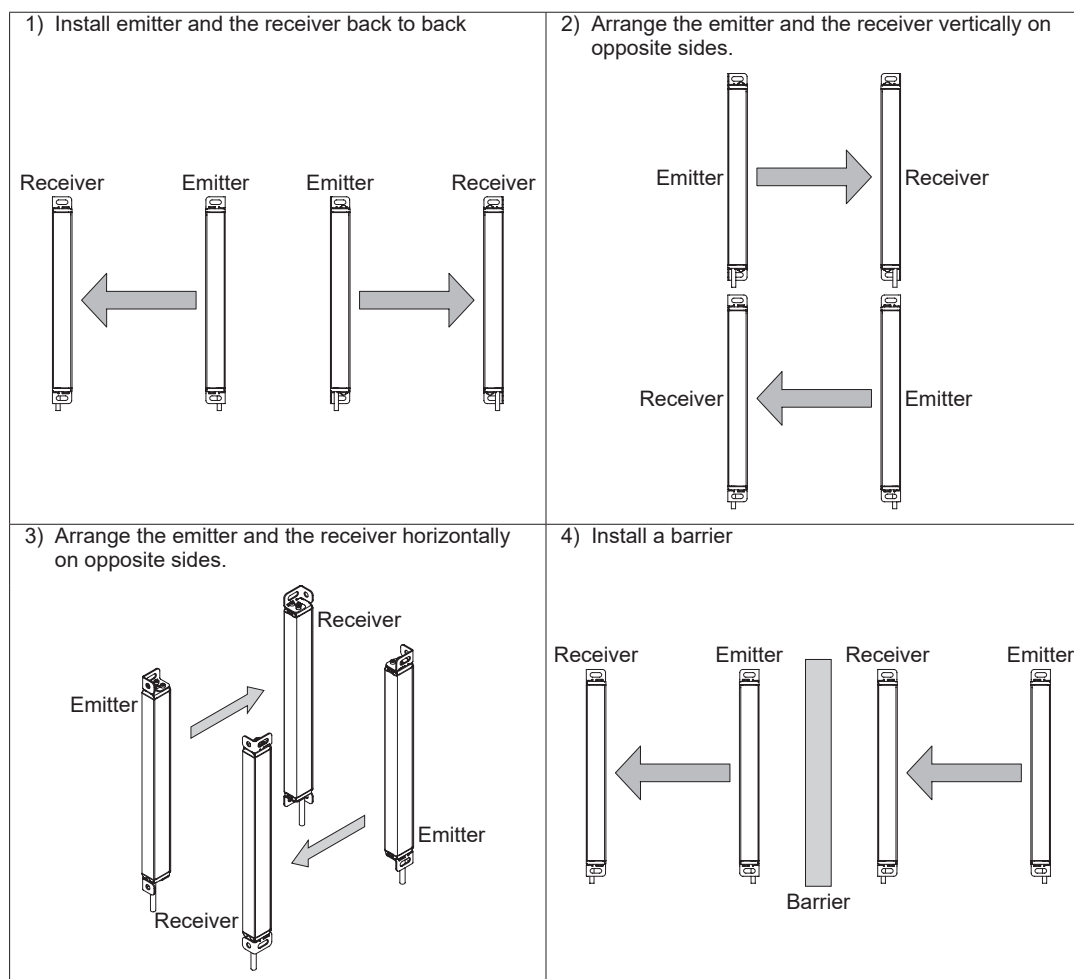 1) Install emitter and the receiver back to back
Receiver Emitter Emitter Receiver
2) Arrange the emitter and the receiver vertically on
opposite sides.
Emitter Receiver
Receiver Emitter
3) Arrange the emitter and the receiver horizontally
on opposite sides.
Receiver
Emitter
Emitter
Receiver
4) Install a barrier
Receiver Emitter Receiver Emitter
Barrier